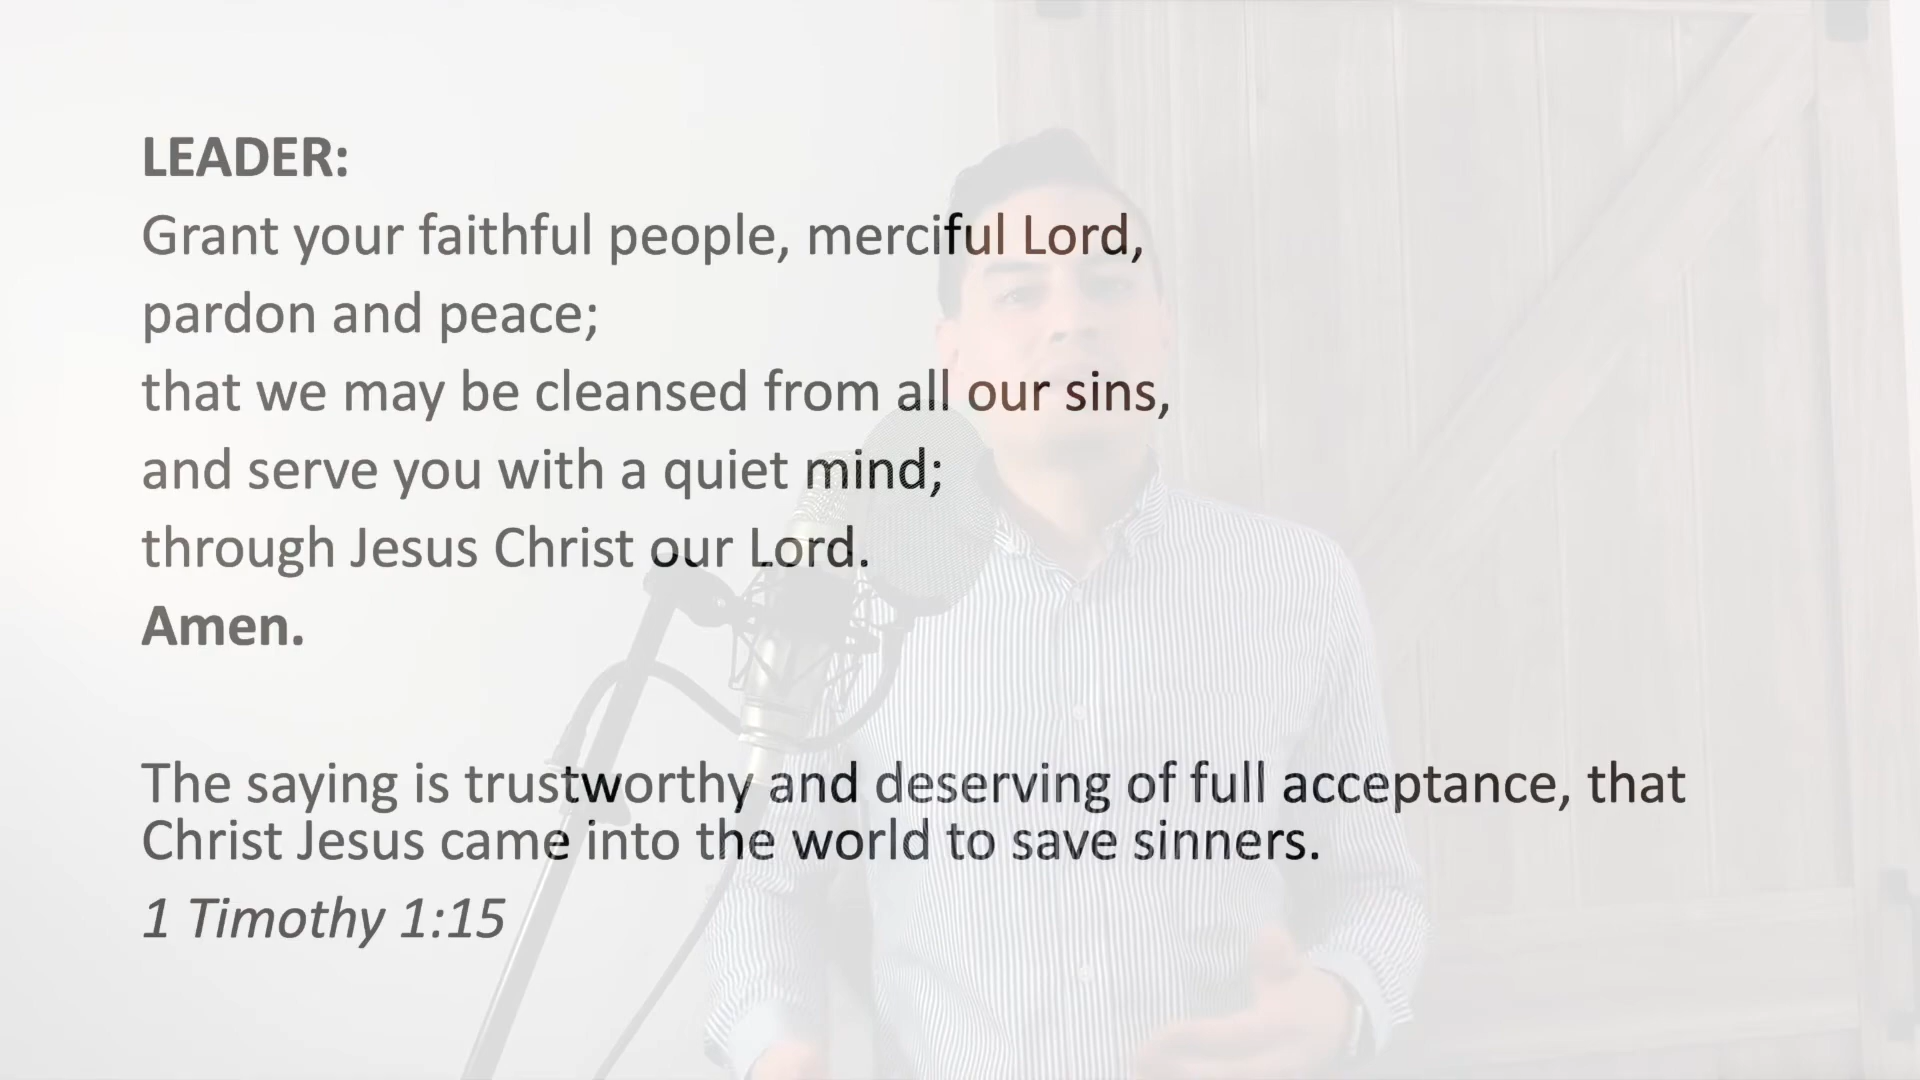 LEADER:
Grant your faithful people, merciful Lord,
pardon and peace;
that we may be cleansed from all our sins,
and serve you with a quiet mind;
through Jesus Christ our Lord.
Amen.
The saying is trustworthy and deserving of full acceptance, that
Christ Jesus came into the world to save sinners.
1 Timothy 1:15